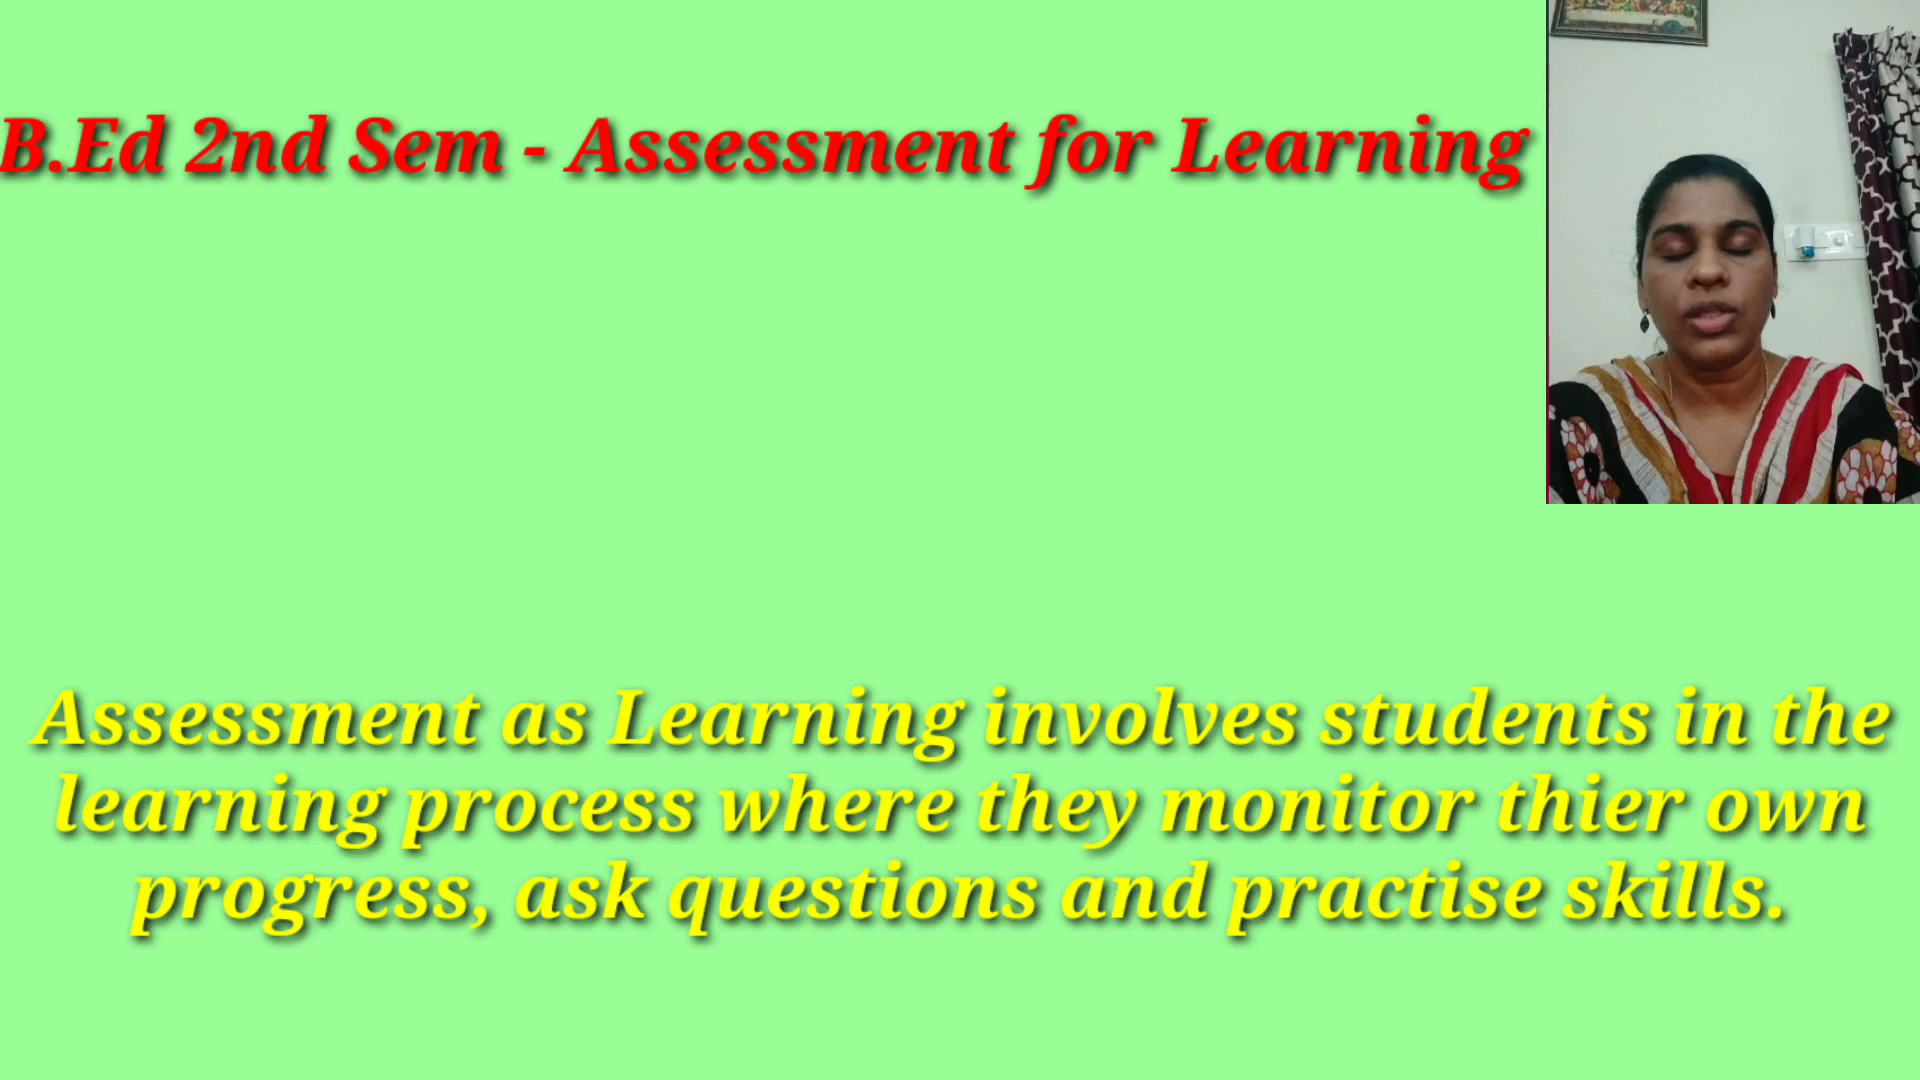 B.Ed 2nd Sem - Assessment for Learning
Assessment as Learning involves students in the
learning process where they monitor thier own
progress, ask questions and practise skills.